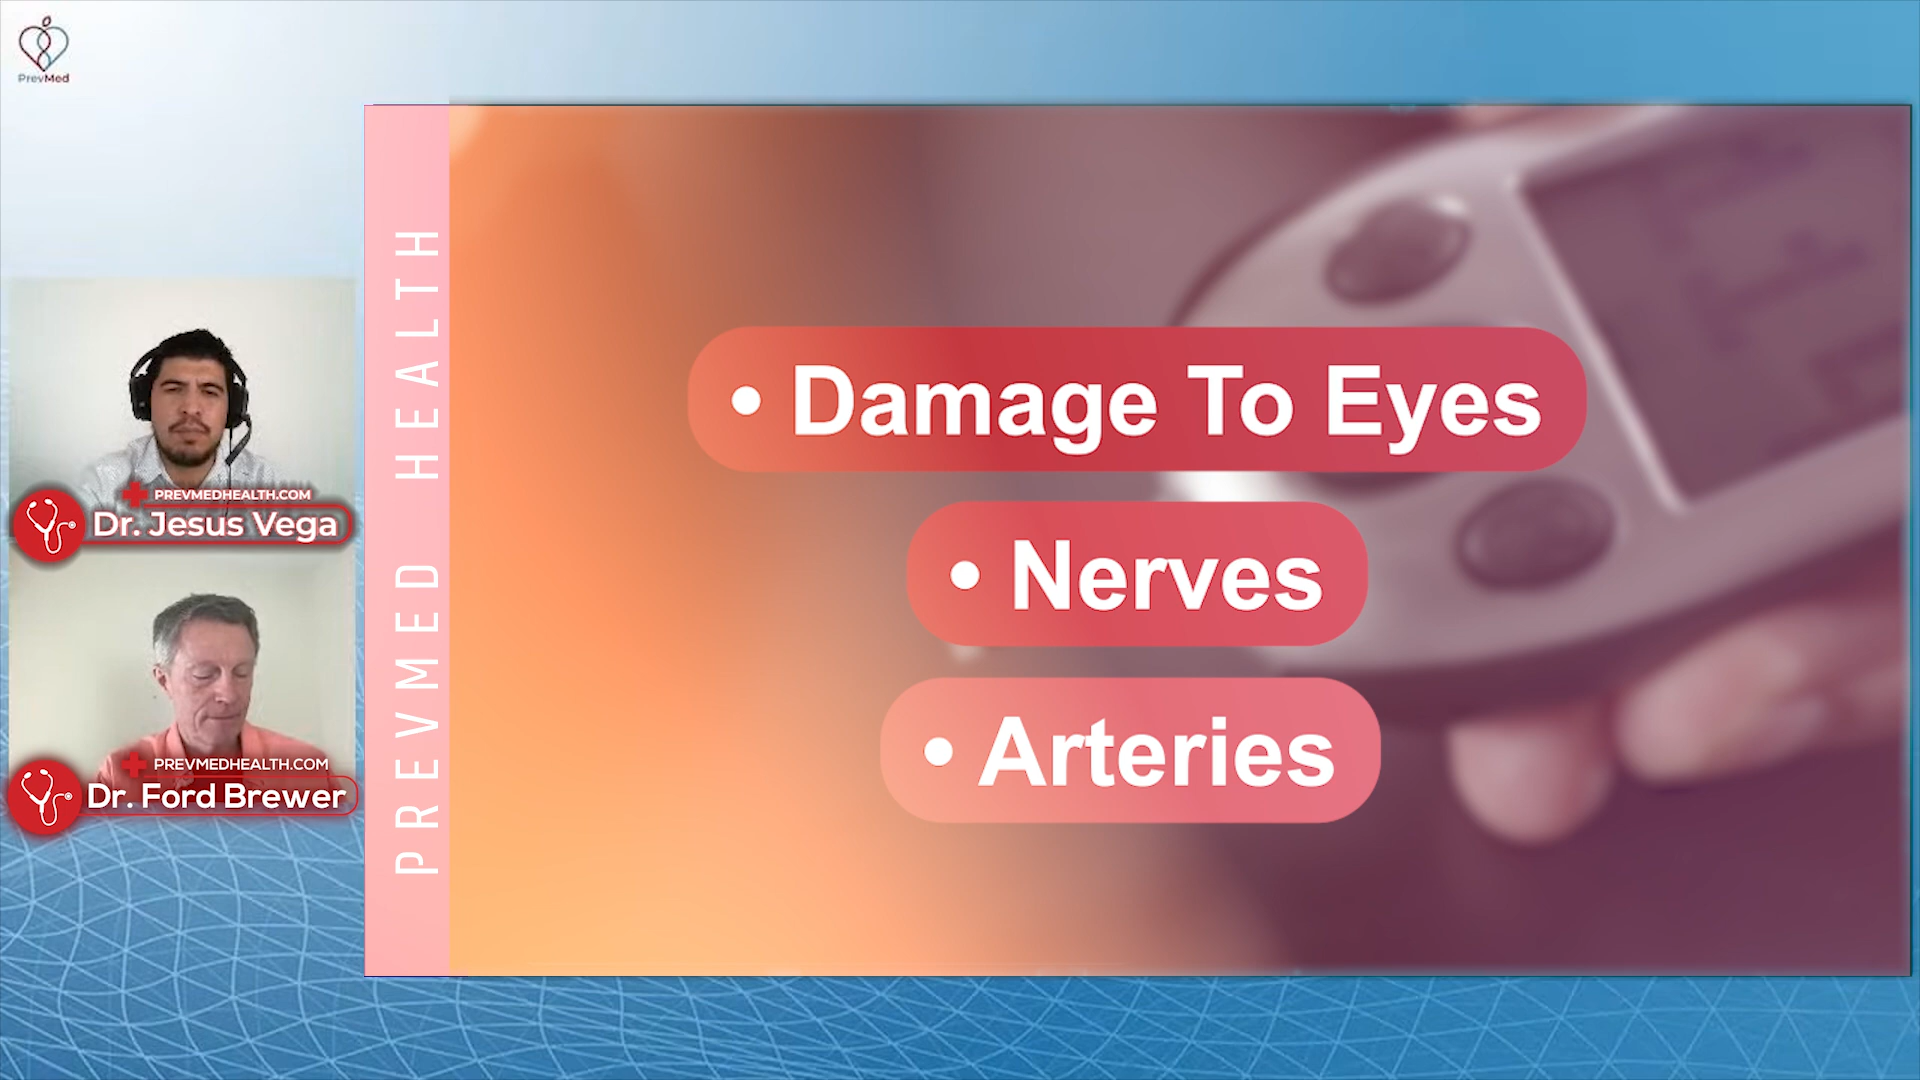 PrevMed
PREVMEDHEALTH.COM
Dr. Jesus Vega
PREVMEDHEALTH.COM
Dr. Ford Brewer
PREVMED HEALTH
• Damage To Eyes
• Nerves
• Arteries